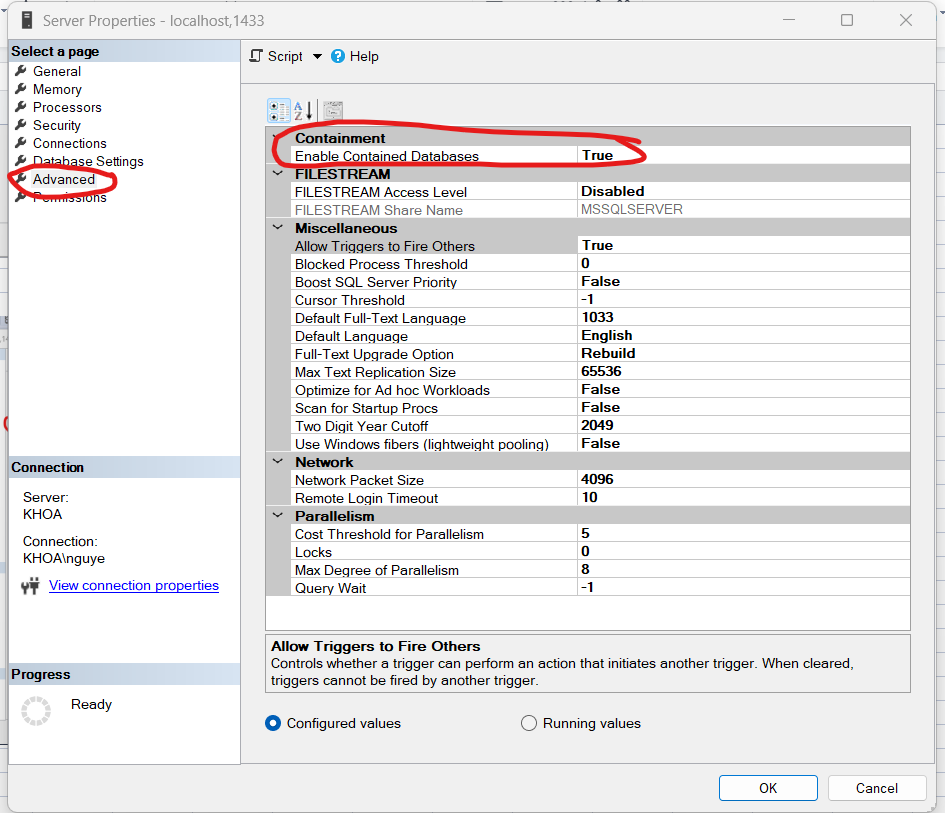 Server Properties - localhost,1433
Select a page
General
Memory
Processors
Security
Connections
Database Settings
Advanced
Permissions
Connection
Server:
KHOA
Connection:
KHOA\nguye
View connection properties
Progress
Ready
Script Help
Containment
Enable Contained Databases True
FILESTREAM
FILESTREAM Access Level Disabled
FILESTREAM Share Name MSSQLSERVER
Miscellaneous
Allow Triggers to Fire Others True
Blocked Process Threshold 0
Boost SQL Server Priority False
Cursor Threshold -1
Default Full-Text Language 1033
Default Language English
Full-Text Upgrade Option Rebuild
Max Text Replication Size 65536
Optimize for Ad hoc Workloads False
Scan for Startup Procs False
Two Digit Year Cutoff 2049
Use Windows fibers (lightweight pooling) False
Network
Network Packet Size 4096
Remote Login Timeout 10
Parallelism
Cost Threshold for Parallelism 5
Locks 0
Max Degree of Parallelism 8
Query Wait -1
Allow Triggers to Fire Others
Controls whether a trigger can perform an action that initiates another trigger. When cleared,
triggers cannot be fired by another trigger.
Configured values Running values
OK Cancel